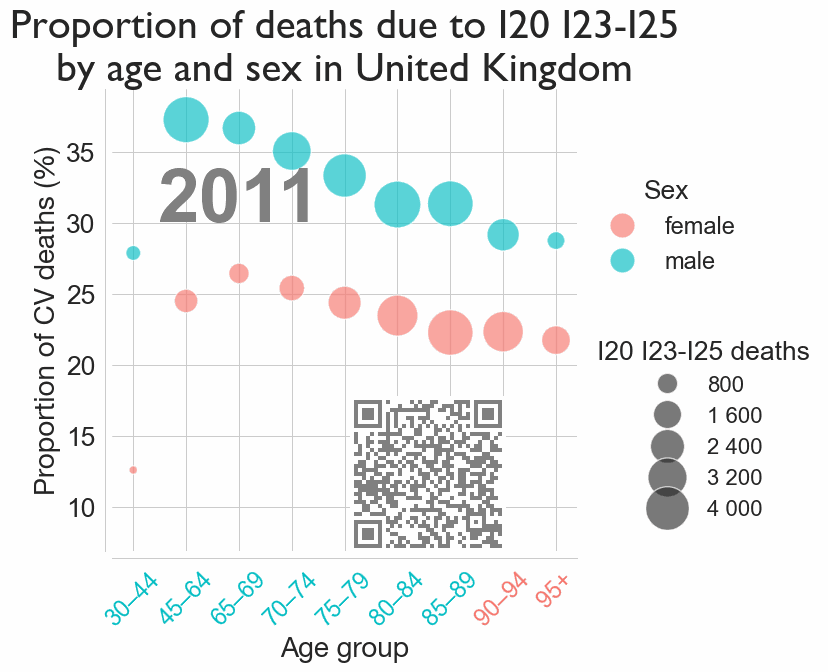 Proportion of deaths due to I20 I23-I25
by age and sex in United Kingdom
Proportion of CV deaths (%)
35
30
25
20
15
10
2011
30–44
45–64
65–69
70–74
75–79
80–84
85–89
90–94
95+
Age group
Sex
female
male
I20 I23-I25 deaths
800
1 600
2 400
3 200
4 000